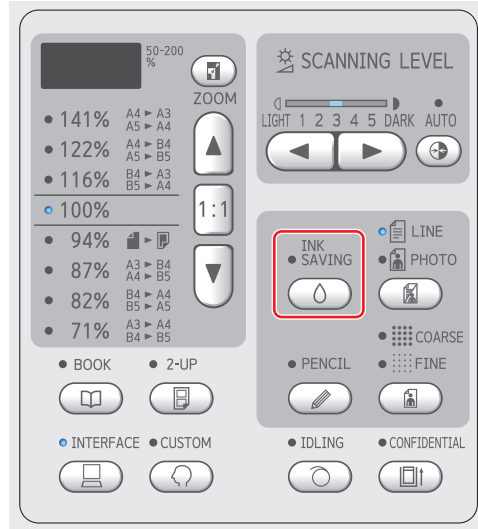 50-200
%
ZOOM
141% A4 ► A3
A5 ► A4
122% A4 ► B4
A5 ► B5
116% B4 ► A3
B5 ► A4
100%
1:1
94%
87% A3 ► B4
A4 ► B5
82% B4 ► A4
B5 ► A5
71% A3 ► A4
B4 ► B5
SCANNING LEVEL
LIGHT 1 2 3 4 5 DARK AUTO
INK
SAVING
LINE
PHOTO
COARSE
PENCIL
FINE
BOOK
2-UP
INTERFACE
CUSTOM
IDLING
CONFIDENTIAL